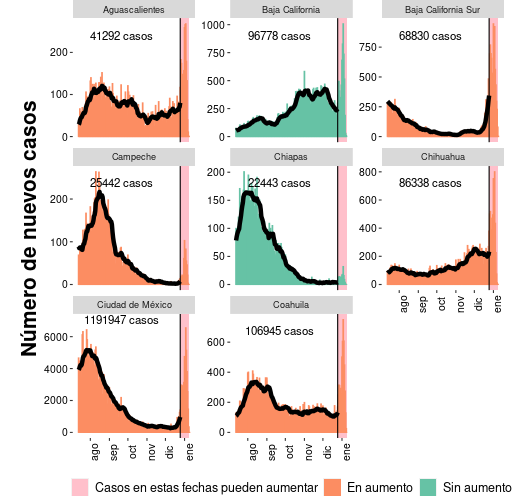 Número de nuevos casos
Aguascalientes
Baja California
Baja California Sur
41292 casos
96778 casos
68830 casos
200
100
0
1000
750
500
250
0
750
500
250
0
Campeche
Chiapas
Chihuahua
25442 casos
22443 casos
86338 casos
200
100
0
200
150
100
50
0
800
600
400
200
0
ago
sep
oct
nov
dic
ene
Ciudad de México
Coahuila
1191947 casos
106945 casos
6000
4000
2000
0
600
400
200
0
ago
sep
oct
nov
dic
ene
ago
sep
oct
nov
dic
ene
Casos en estas fechas pueden aumentar
En aumento
Sin aumento